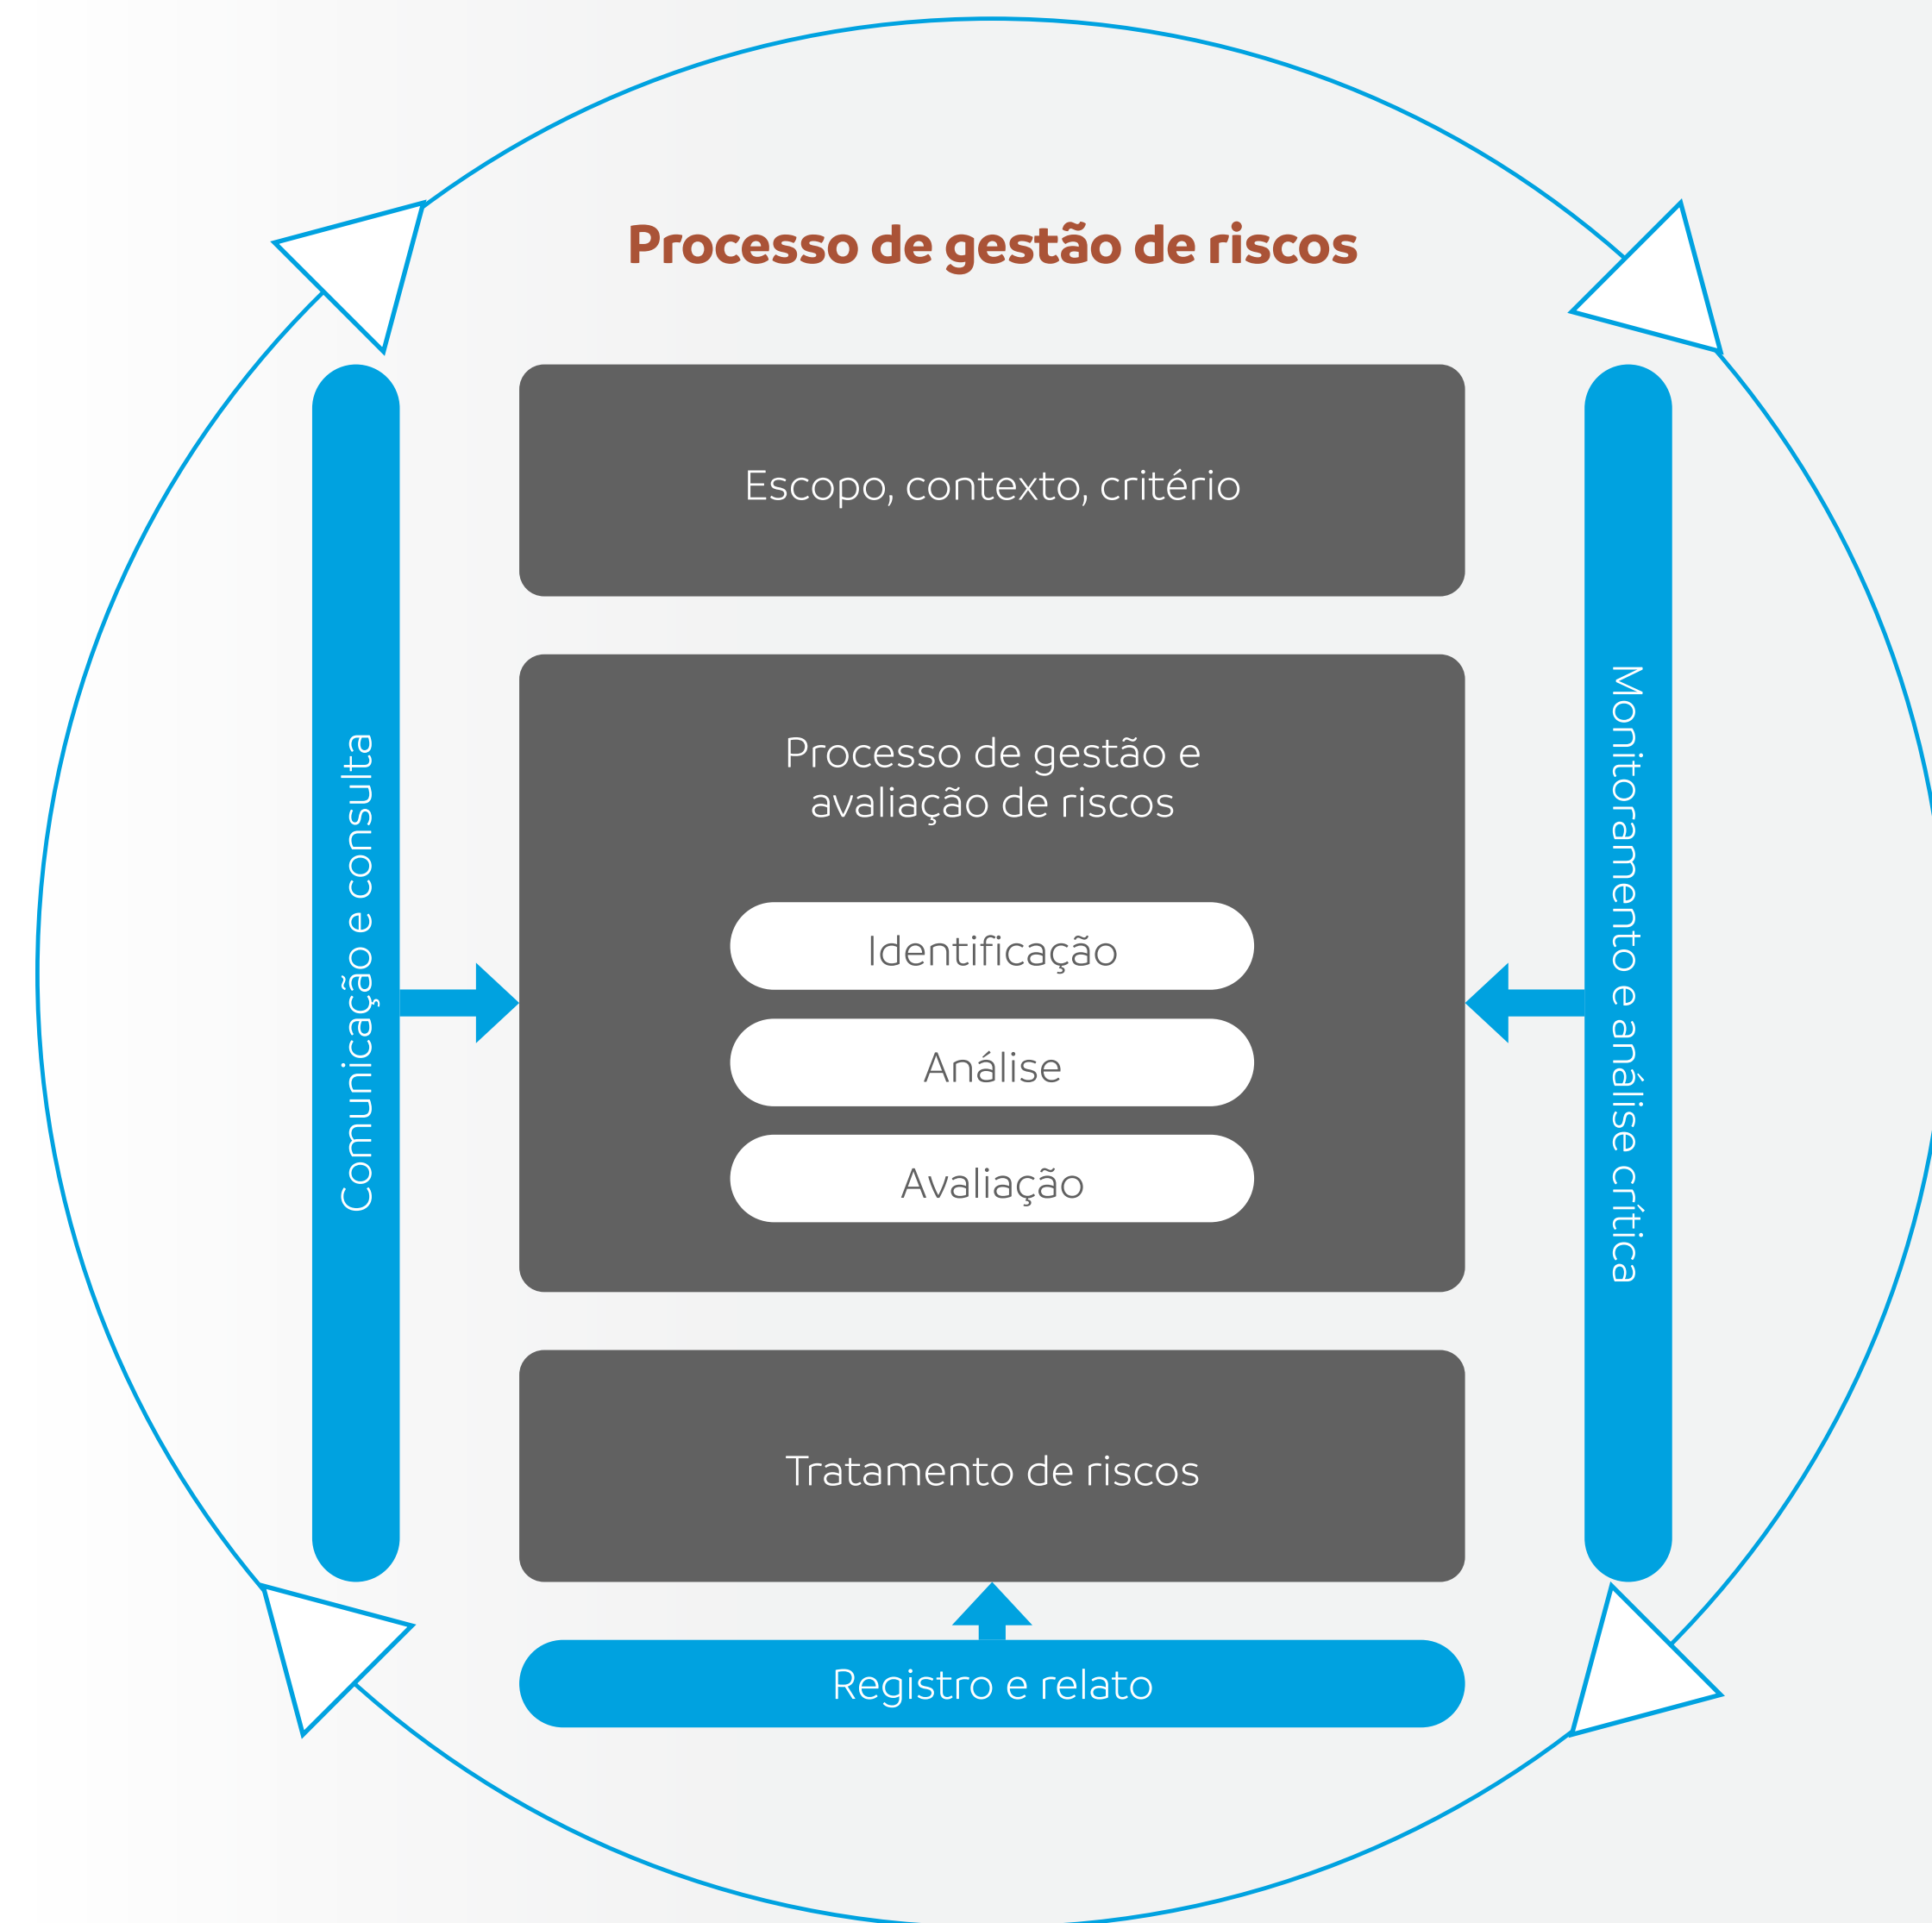 Processo de gestão de riscos
Escopo, contexto, critério
Comunicação e consulta
Processo de gestão e
avaliação de riscos
Identificação
Análise
Avaliação
Monitoramento e análise crítica
Tratamento de riscos
Registro e relato